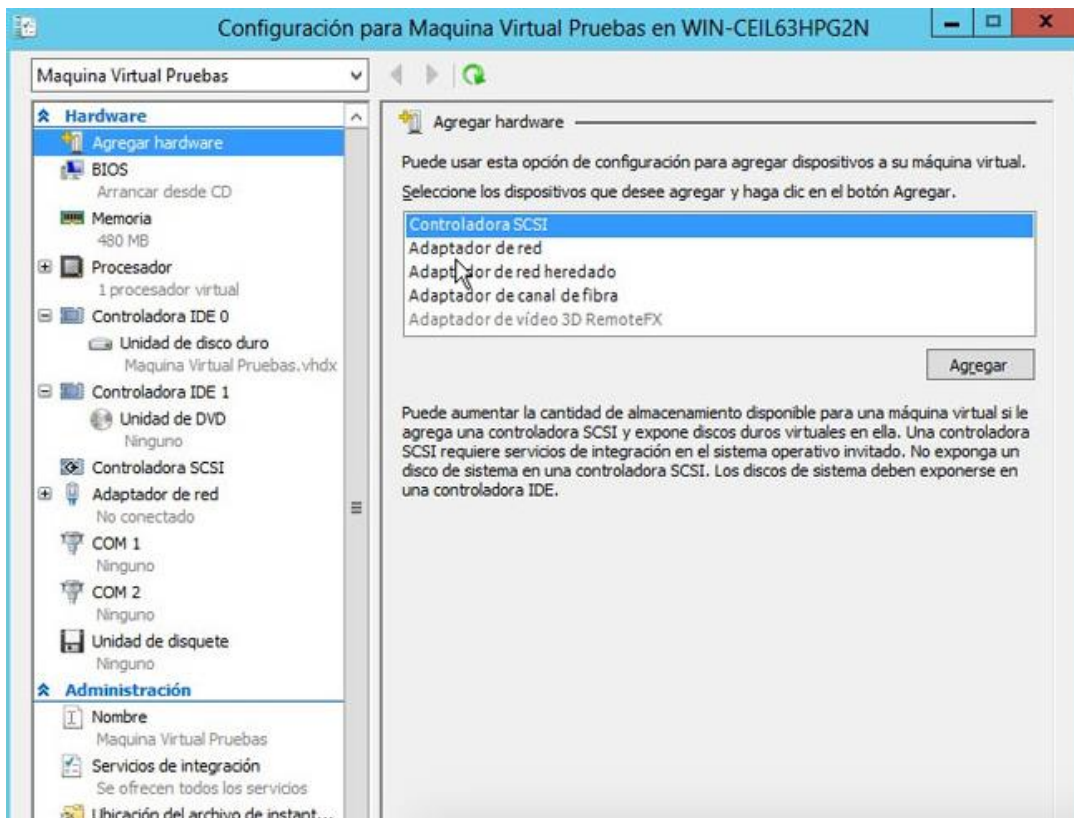 Configuración para Maquina Virtual Pruebas en WIN-CEIL63HPG2N
Maquina Virtual Pruebas
Hardware
Agregar hardware
BIOS
Arrancar desde CD
Memoria
480 MB
Procesador
1 procesador virtual
Controladora IDE 0
Unidad de disco duro
Maquina Virtual Pruebas.vhdx
Controladora IDE 1
Unidad de DVD
Ninguno
Controladora SCSI
Adaptador de red
No conectado
COM 1
Ninguno
COM 2
Ninguno
Unidad de disquete
Ninguno
Administración
Nombre
Maquina Virtual Pruebas
Servicios de integración
Se ofrecen todos los servicios
Ubicación del archivo de instant...
Agregar hardware
Puede usar esta opción de configuración para agregar dispositivos a su máquina virtual.
Seleccione los dispositivos que desee agregar y haga clic en el botón Agregar.
Controladora SCSI
Adaptador de red
Adaptador de red heredado
Adaptador de canal de fibra
Adaptador de vídeo 3D RemoteFX
Agregar
Puede aumentar la cantidad de almacenamiento disponible para una máquina virtual si le
agrega una controladora SCSI y expone discos duros virtuales en ella. Una controladora
SCSI requiere servicios de integración en el sistema operativo invitado. No exponga un
disco de sistema en una controladora SCSI. Los discos de sistema deben exponerse en
una controladora IDE.